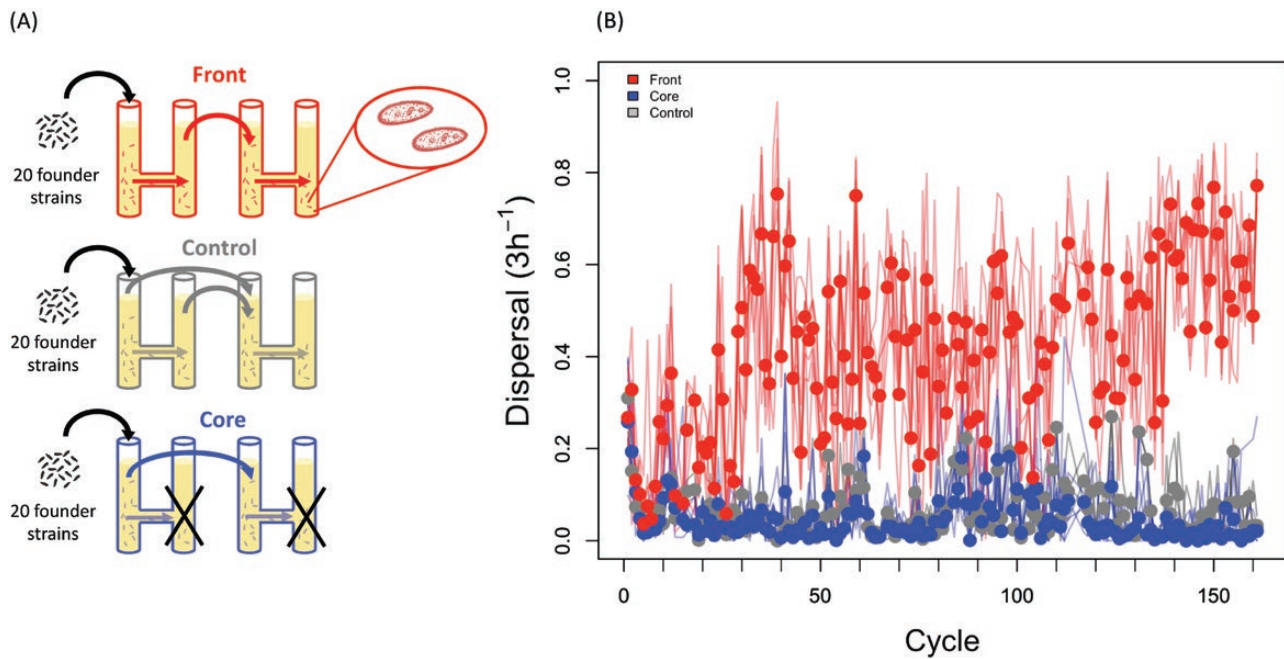 (A)
Front
20 founder
strains
Control
20 founder
strains
Core
20 founder
strains
(B)
Front
Core
Control
Dispersal (3h⁻¹)
1.0
0.8
0.6
0.4
0.2
0.0
0
50
100
150
Cycle